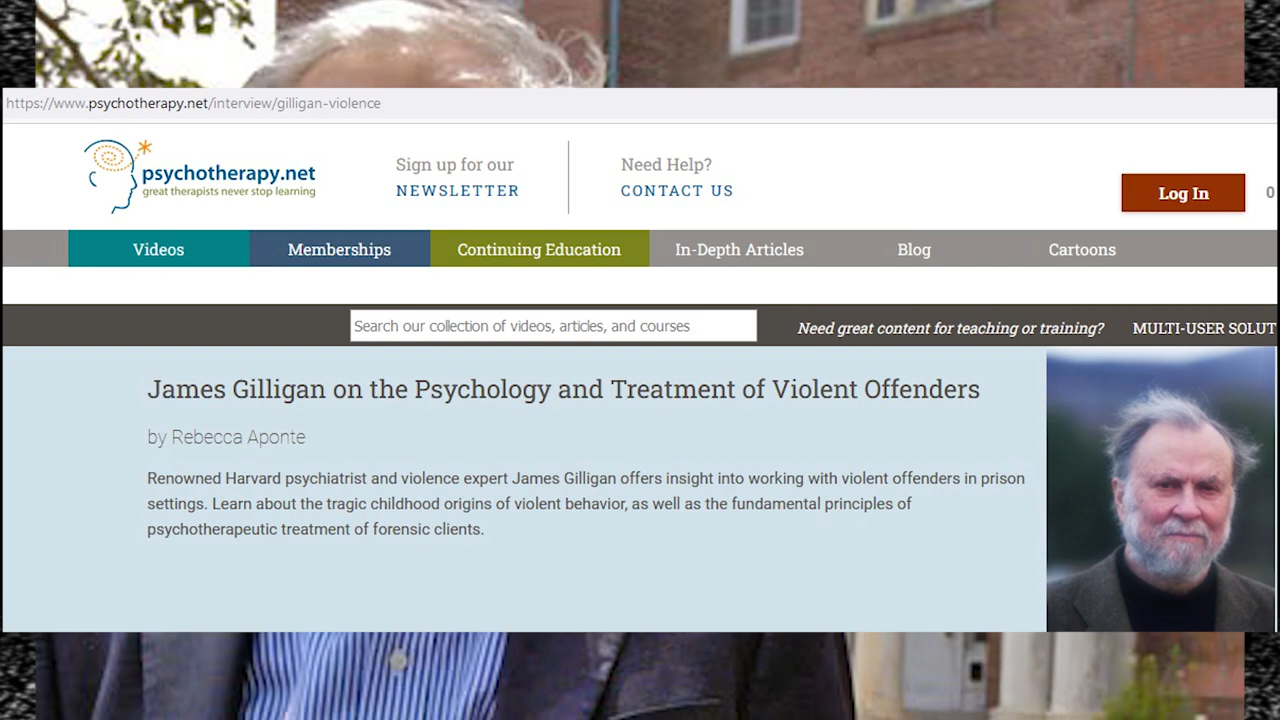 https://www.psychotherapy.net/interview/gilligan-violence
psychotherapy.net
great therapists never stop learning
Sign up for our
NEWSLETTER
Need Help?
CONTACT US
Log In
0
Videos
Memberships
Continuing Education
In-Depth Articles
Blog
Cartoons
Search our collection of videos, articles, and courses
Need great content for teaching or training?
MULTI-USER SOLUT
James Gilligan on the Psychology and Treatment of Violent Offenders
by Rebecca Aponte
Renowned Harvard psychiatrist and violence expert James Gilligan offers insight into working with violent offenders in prison
settings. Learn about the tragic childhood origins of violent behavior, as well as the fundamental principles of
psychotherapeutic treatment of forensic clients.